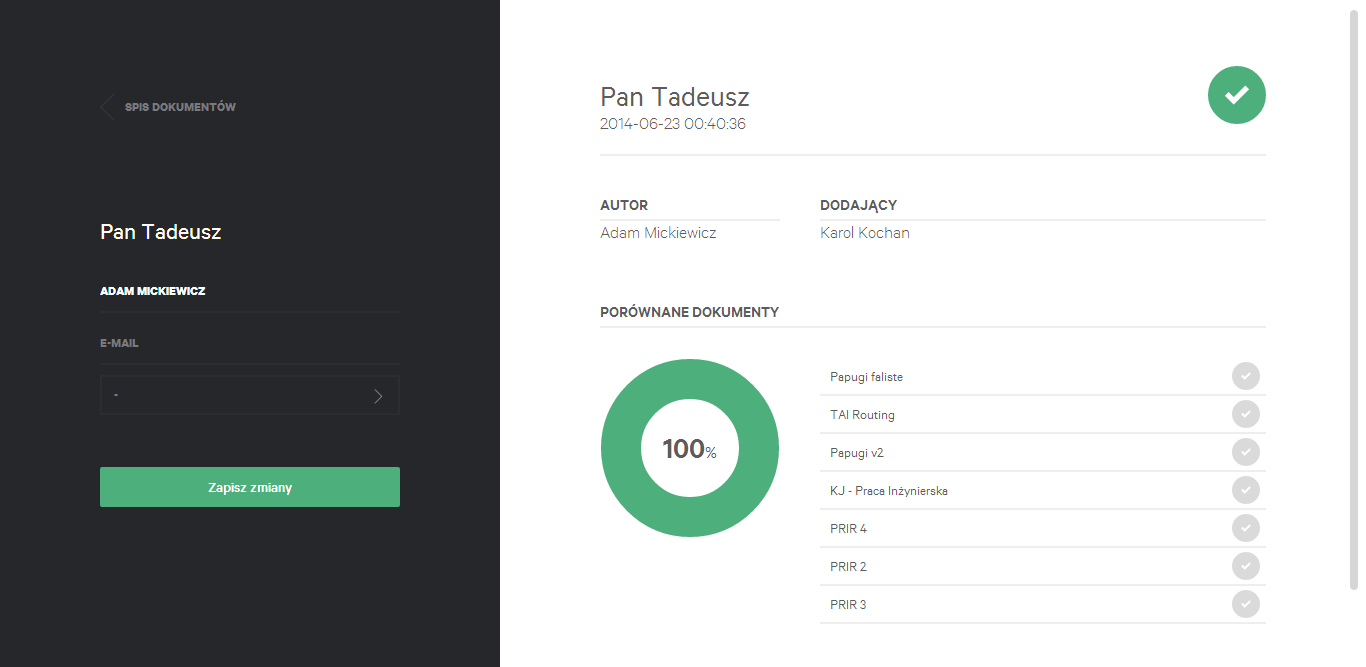 SPIS DOKUMENTÓW
Pan Tadeusz
ADAM MICKIEWICZ
E-MAIL
-
Zapisz zmiany
Pan Tadeusz
2014-06-23 00:40:36
AUTOR
Adam Mickiewicz
DODAJĄCY
Karol Kochan
PORÓWNANE DOKUMENTY
100%
Papugi faliste
TAI Routing
Papugi v2
KJ - Praca Inżynierska
PRIR 4
PRIR 2
PRIR 3